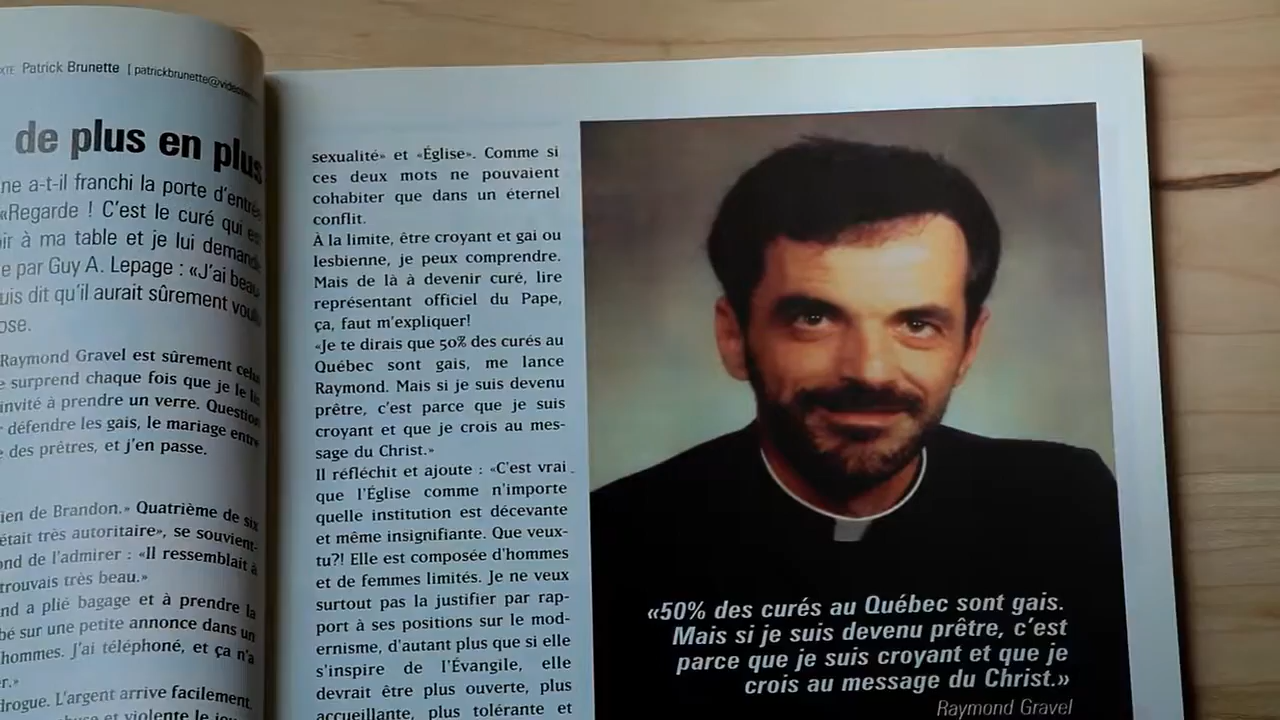 Patrick Brunette
de plus en plus
ne a-t-il franchi la porte d'entrée
«Regarde ! C'est le curé qui
à ma table et je lui demande
e par Guy A. Lepage : «J'ai beau
uis dit qu'il aurait sûrement voulu
ose.
Raymond Gravel est sûrement celui
surprend chaque fois que je le lis
invité à prendre un verre. Question
défendre les gais, le mariage entre
des prêtres, et j'en passe.
ien de Brandon.» Quatrième de six
était très autoritaire», se souvient-
ond de l'admirer : «Il ressemblait à
trouvais très beau.»
nd a plié bagage et à prendre la
bé sur une petite annonce dans un
hommes. J'ai téléphoné, et ça n'a
er.»
drogue. L'argent arrive facilement.
et violente le
sexualité» et «Église». Comme si
ces deux mots ne pouvaient
cohabiter que dans un éternel
conflit.
À la limite, être croyant et gai ou
lesbienne, je peux comprendre.
Mais de là à devenir curé, lire
représentant officiel du Pape,
ça, faut m'expliquer!
«Je te dirais que 50% des curés au
Québec sont gais, me lance
Raymond. Mais si je suis devenu
prêtre, c'est parce que je suis
croyant et que je crois au mes-
sage du Christ.»
Il réfléchit et ajoute : «C'est vrai
que l'Église comme n'importe
quelle institution est décevante
et même insignifiante. Que veux-
tu?! Elle est composée d'hommes
et de femmes limités. Je ne veux
surtout pas la justifier par rap-
port à ses positions sur le mod-
ernisme, d'autant plus que si elle
s'inspire de l'Évangile, elle
devrait être plus ouverte, plus
accueillante, plus tolérante et
«50% des curés au Québec sont gais.
Mais si je suis devenu prêtre, c'est
parce que je suis croyant et que je
crois au message du Christ.»
Raymond Gravel